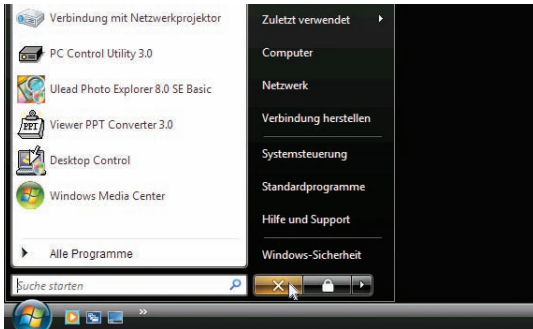 Verbindung mit Netzwerkprojektor
PC Control Utility 3.0
Ulead Photo Explorer 8.0 SE Basic
PPT
Viewer PPT Converter 3.0
Desktop Control
Windows Media Center
Alle Programme
Suche starten
Zuletzt verwendet
Computer
Netzwerk
Verbindung herstellen
Systemsteuerung
Standardprogramme
Hilfe und Support
Windows-Sicherheit